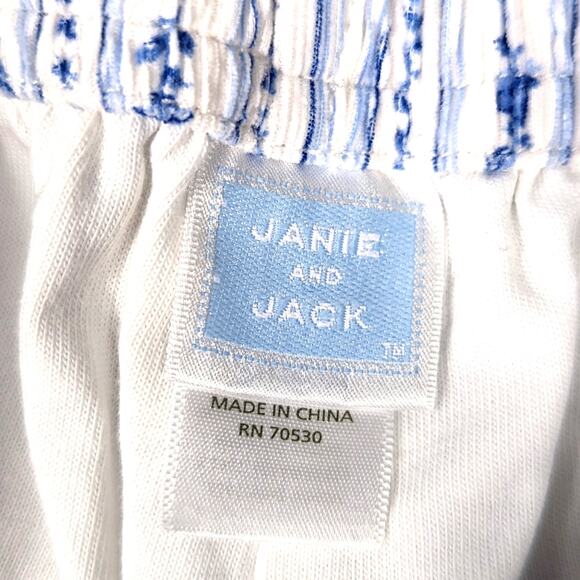 JANIE
AND
JACK
TM
MADE IN CHINA
RN 70530